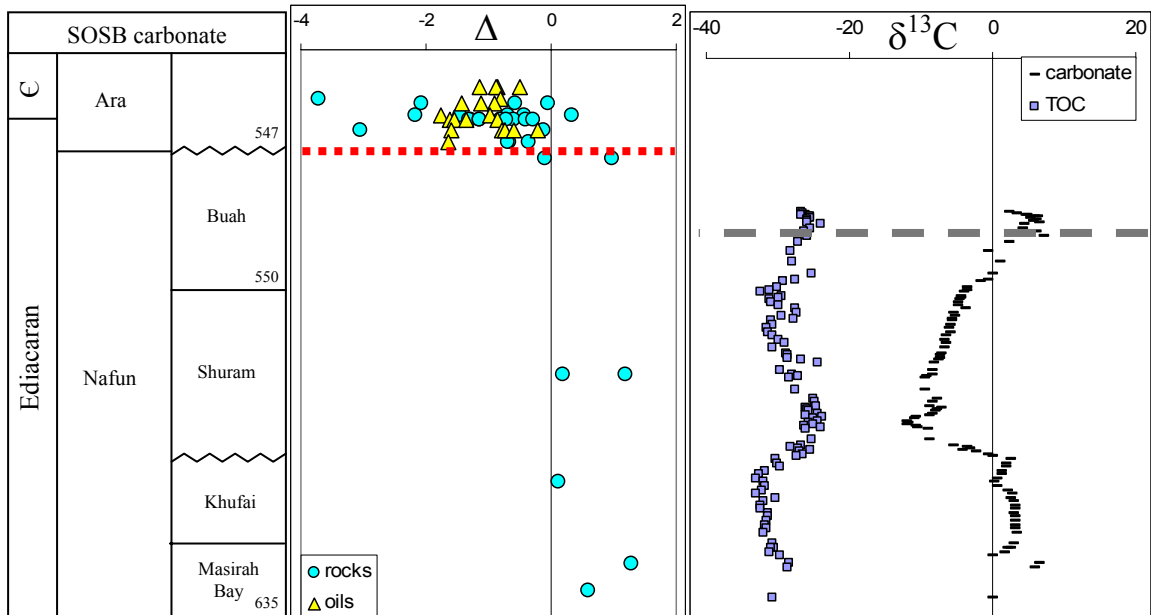 SOSB carbonate
Є
Ara
547
Ediacaran
Nafun
Buah
550
Shuram
Khufai
Masirah
Bay
635
-4 -2 0 2
Δ
rocks
oils
-40 -20 0 20
δ13C
carbonate
TOC